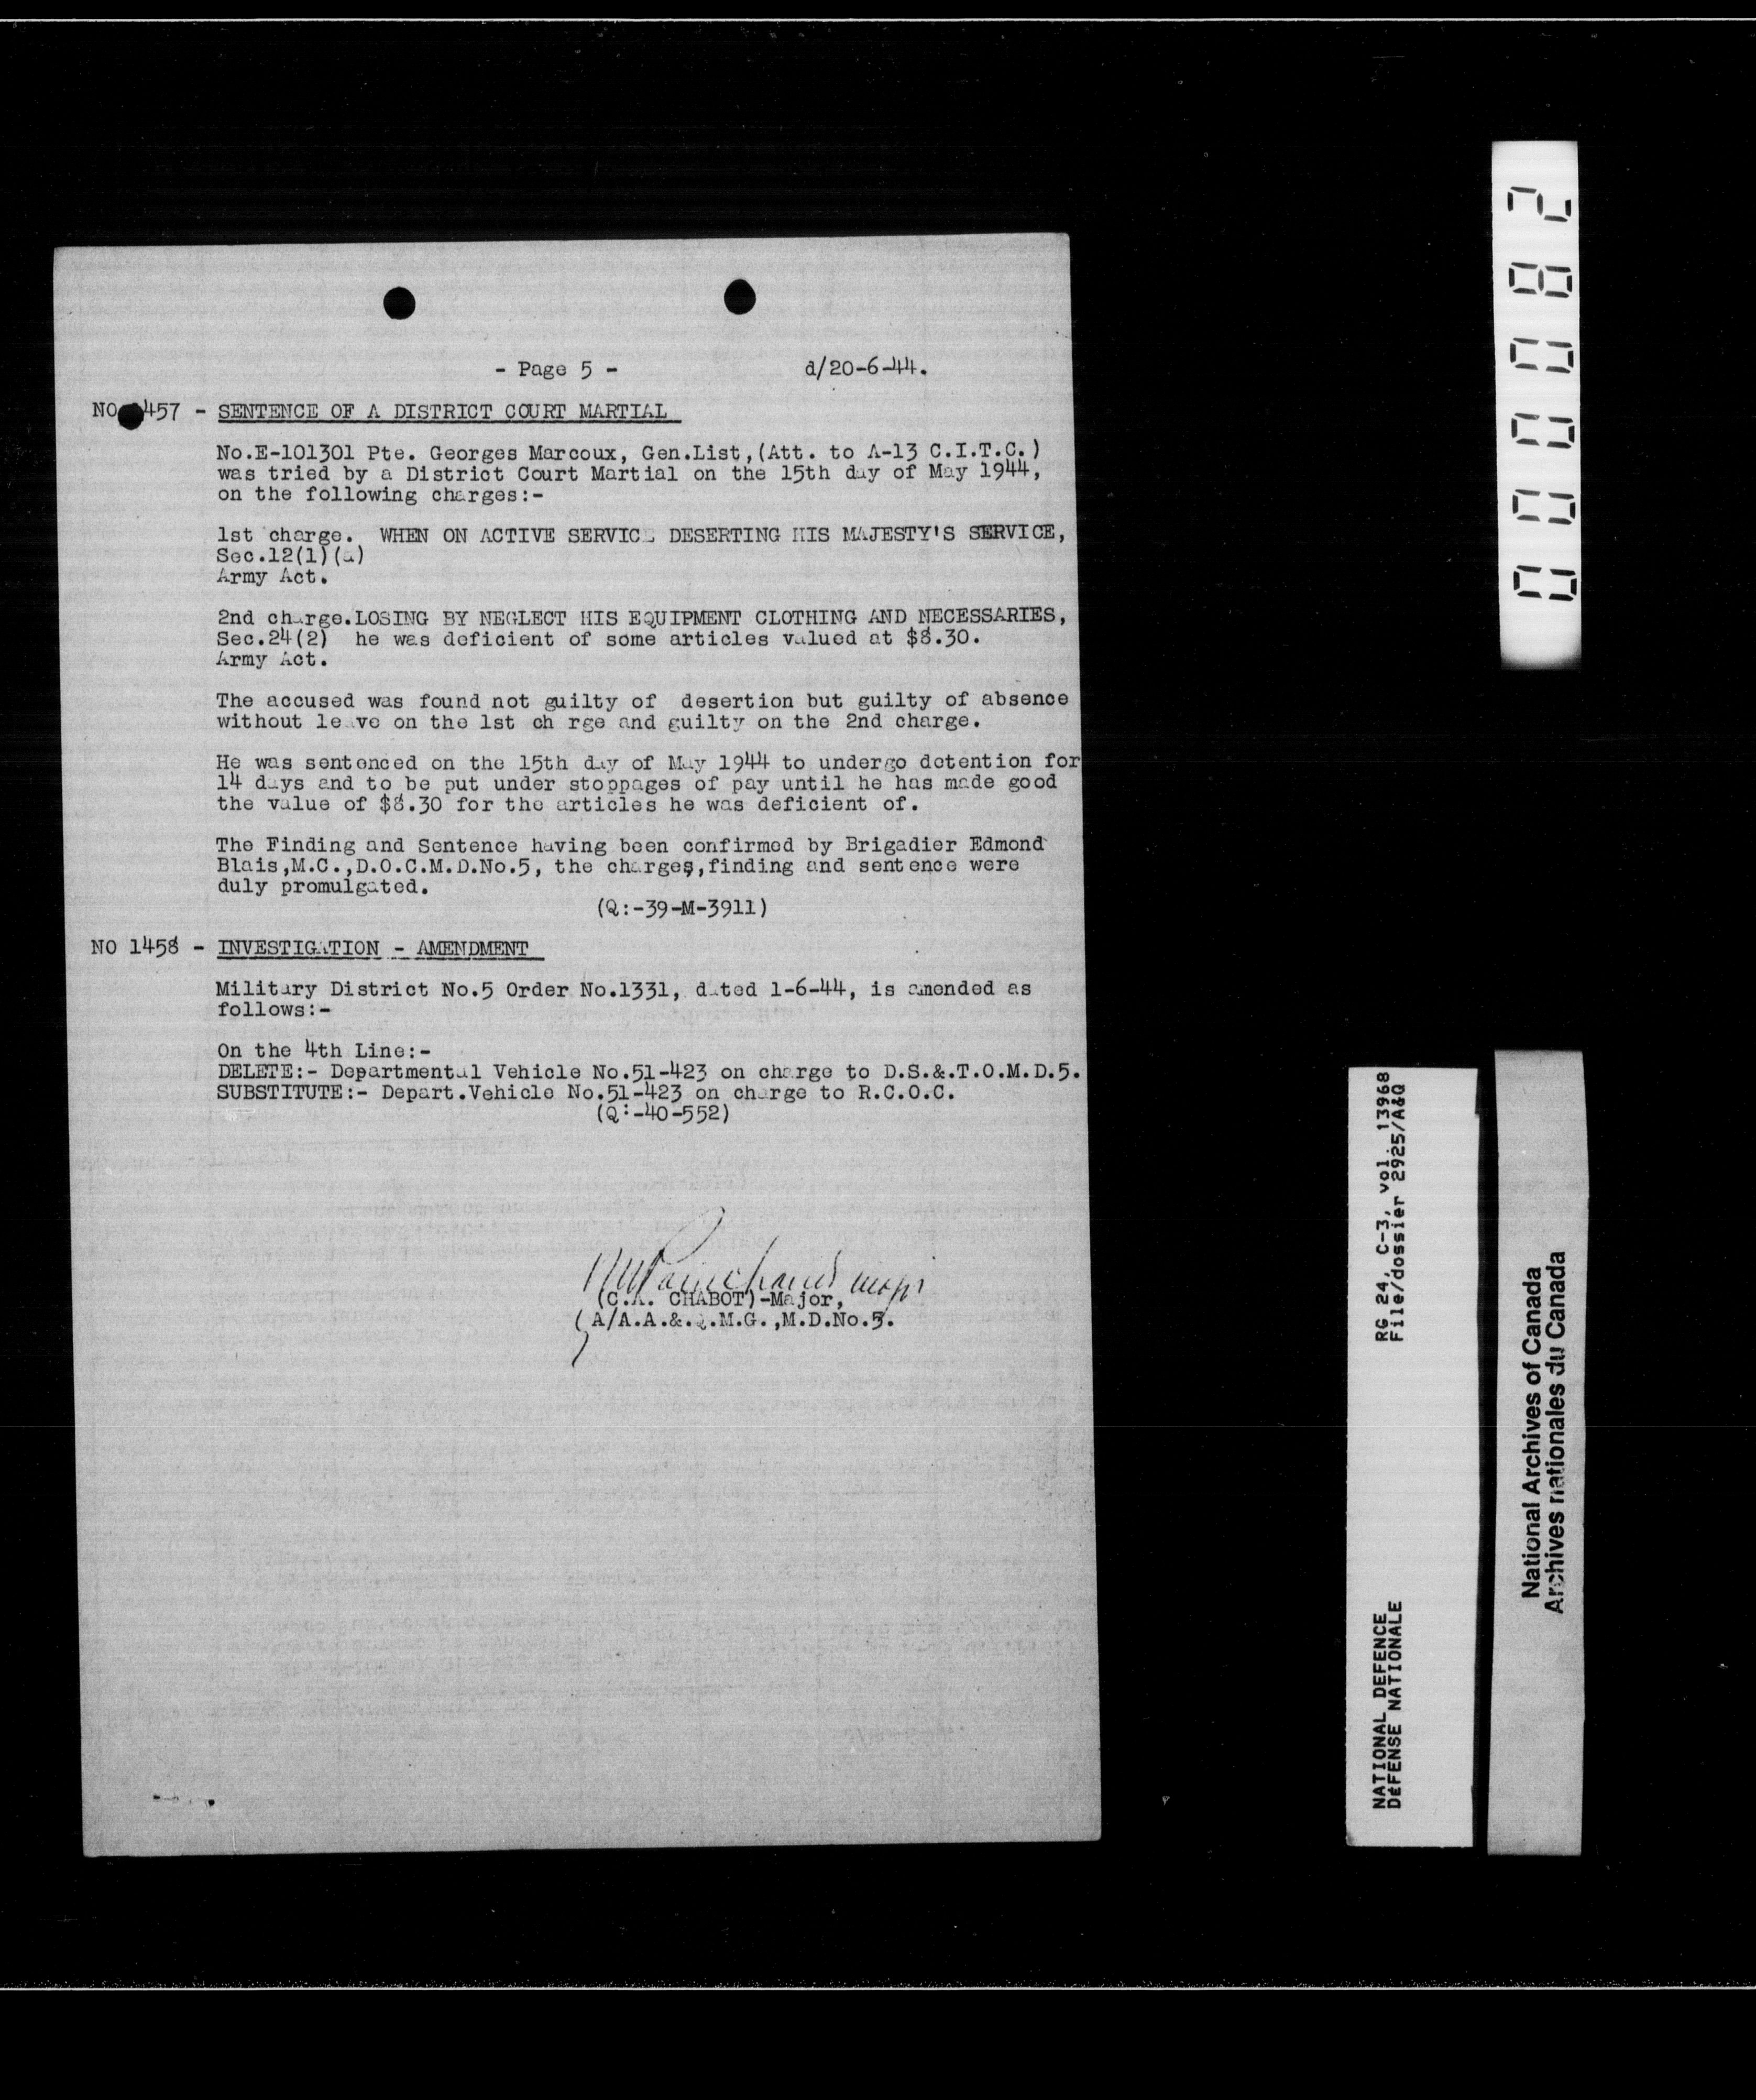 - Page 5 - d/20-6-44.
NO 1457 - SENTENCE OF A DISTRICT COURT MARTIAL
No.E-101301 Pte. Georges Marcoux, Gen.List,(Att. to A-13 C.I.T.C.)
was tried by a District Court Martial on the 15th day of May 1944,
on the following charges:-
1st charge. WHEN ON ACTIVE SERVICE DESERTING HIS MAJESTY'S SERVICE,
Sec.12(1)(a)
Army Act.
2nd charge.LOSING BY NEGLECT HIS EQUIPMENT CLOTHING AND NECESSARIES,
Sec.24(2) he was deficient of some articles valued at $8.30.
Army Act.
The accused was found not guilty of desertion but guilty of absence
without leave on the 1st charge and guilty on the 2nd charge.
He was sentenced on the 15th day of May 1944 to undergo detention for
14 days and to be put under stoppages of pay until he has made good
the value of $8.30 for the articles he was deficient of.
The Finding and Sentence having been confirmed by Brigadier Edmond
Blais,M.C.,D.O.C.M.D.No.5, the charges,finding and sentence were
duly promulgated.
(Q:-39-M-3911)
NO 1458 - INVESTIGATION - AMENDMENT
Military District No.5 Order No.1331, dated 1-6-44, is amended as
follows:-
On the 4th Line:-
DELETE:- Departmental Vehicle No.51-423 on charge to D.S.&.T.O.M.D.5.
SUBSTITUTE:- Depart.Vehicle No.51-423 on charge to R.C.O.C.
(Q:-40-552)
(C.A. CHABOT)-Major,
A/A.A.&.Q.M.G.,M.D.No.5.
000082
RG 24, C-3, vol. 13968
File/dossier 2925/A&Q
NATIONAL DEFENCE
DéFENSE NATIONALE
National Archives of Canada
Archives nationales du Canada